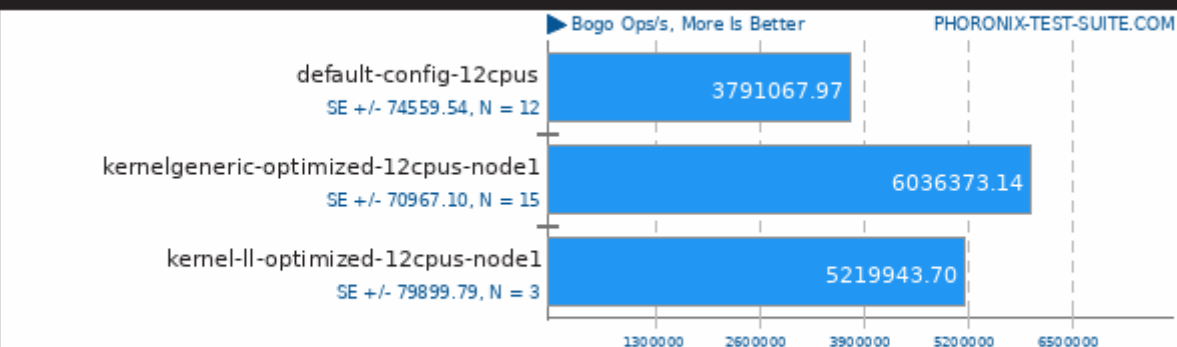 Bogo Ops/s, More Is Better PHORONIX-TEST-SUITE.COM
default-config-12cpus
3791067.97
SE +/- 74559.54, N = 12
kernelgeneric-optimized-12cpus-node1
6036373.14
SE +/- 70967.10, N = 15
kernel-ll-optimized-12cpus-node1
5219943.70
SE +/- 79899.79, N = 3
1300000 2600000 3900000 5200000 6500000